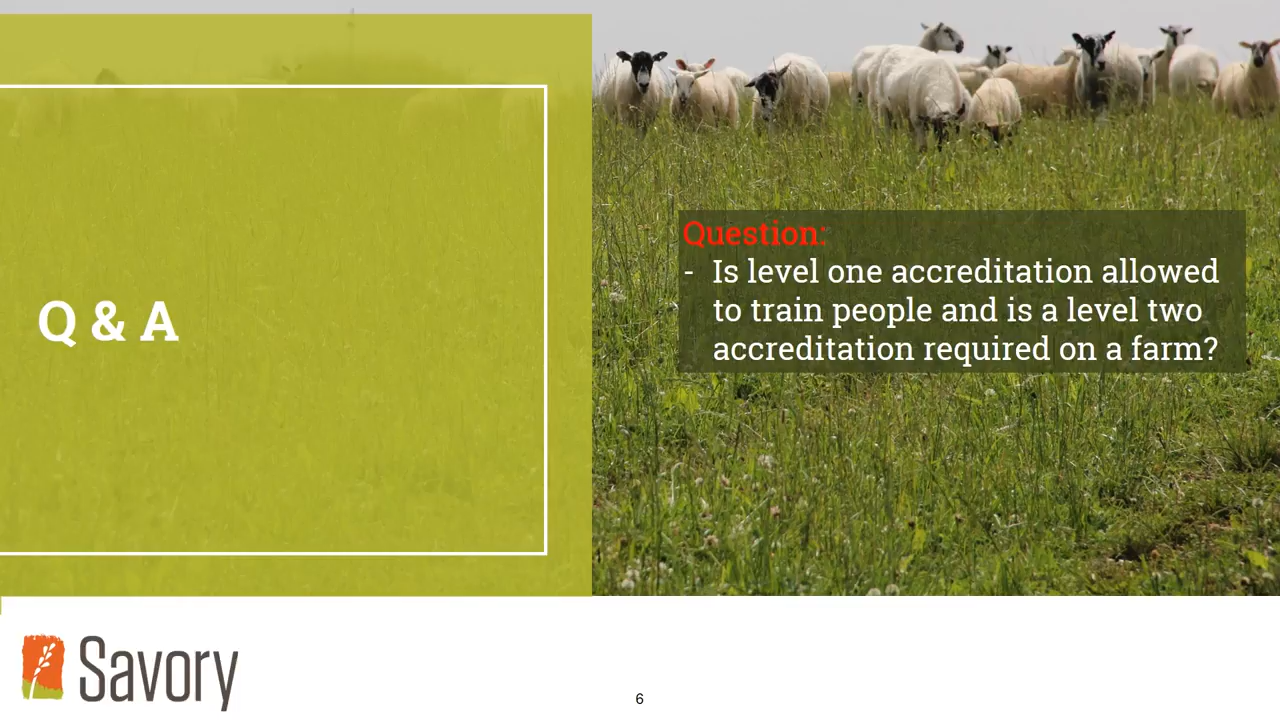 Q & A
Question:
- Is level one accreditation allowed
to train people and is a level two
accreditation required on a farm?
Savory
6